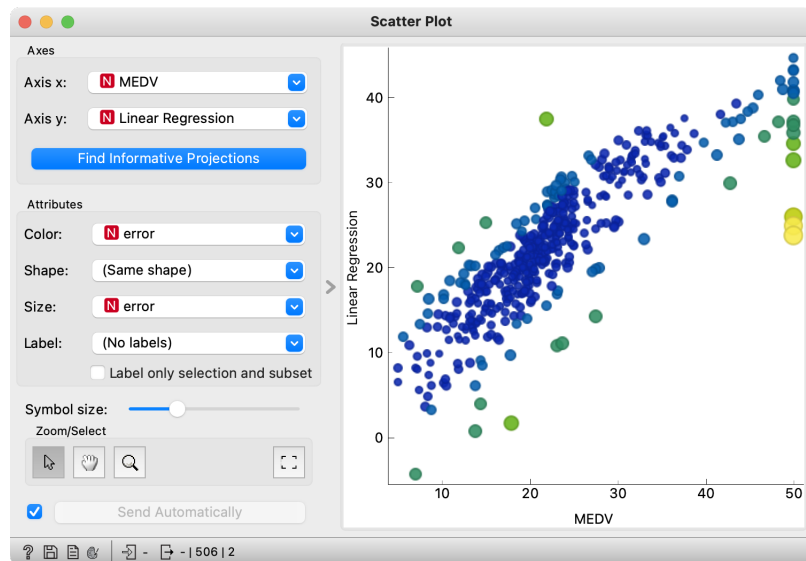 Scatter Plot
Axes
Axis x: N MEDV
Axis y: N Linear Regression
Find Informative Projections
Attributes
Color: N error
Shape: (Same shape)
Size: N error
Label: (No labels)
Label only selection and subset
Symbol size:
Zoom/Select
Send Automatically
? - - | 506 | 2
Linear Regression
40
30
20
10
0
10 20 30 40 50
MEDV